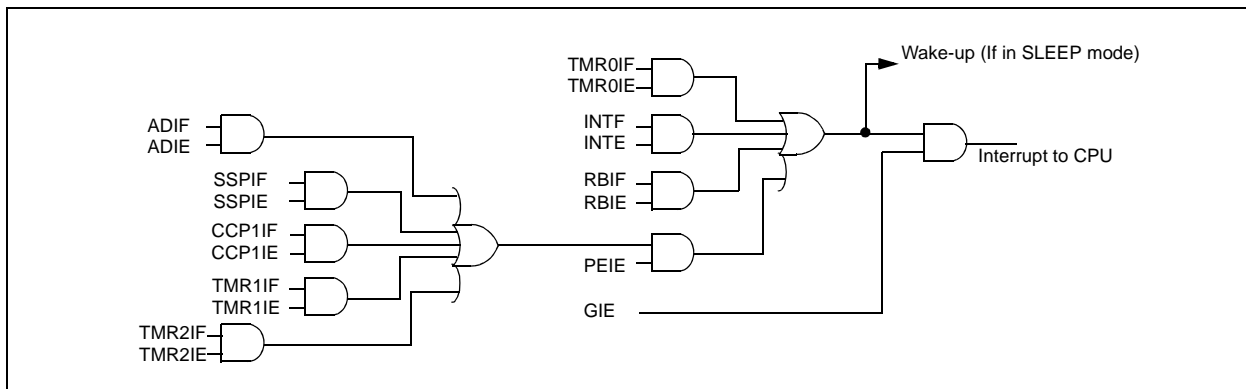 Wake-up (If in SLEEP mode)
TMR0IF
TMR0IE
ADIF
ADIE
INTF
INTE
Interrupt to CPU
SSPIF
SSPIE
RBIF
RBIE
CCP1IF
CCP1IE
PEIE
TMR1IF
TMR1IE
GIE
TMR2IF
TMR2IE